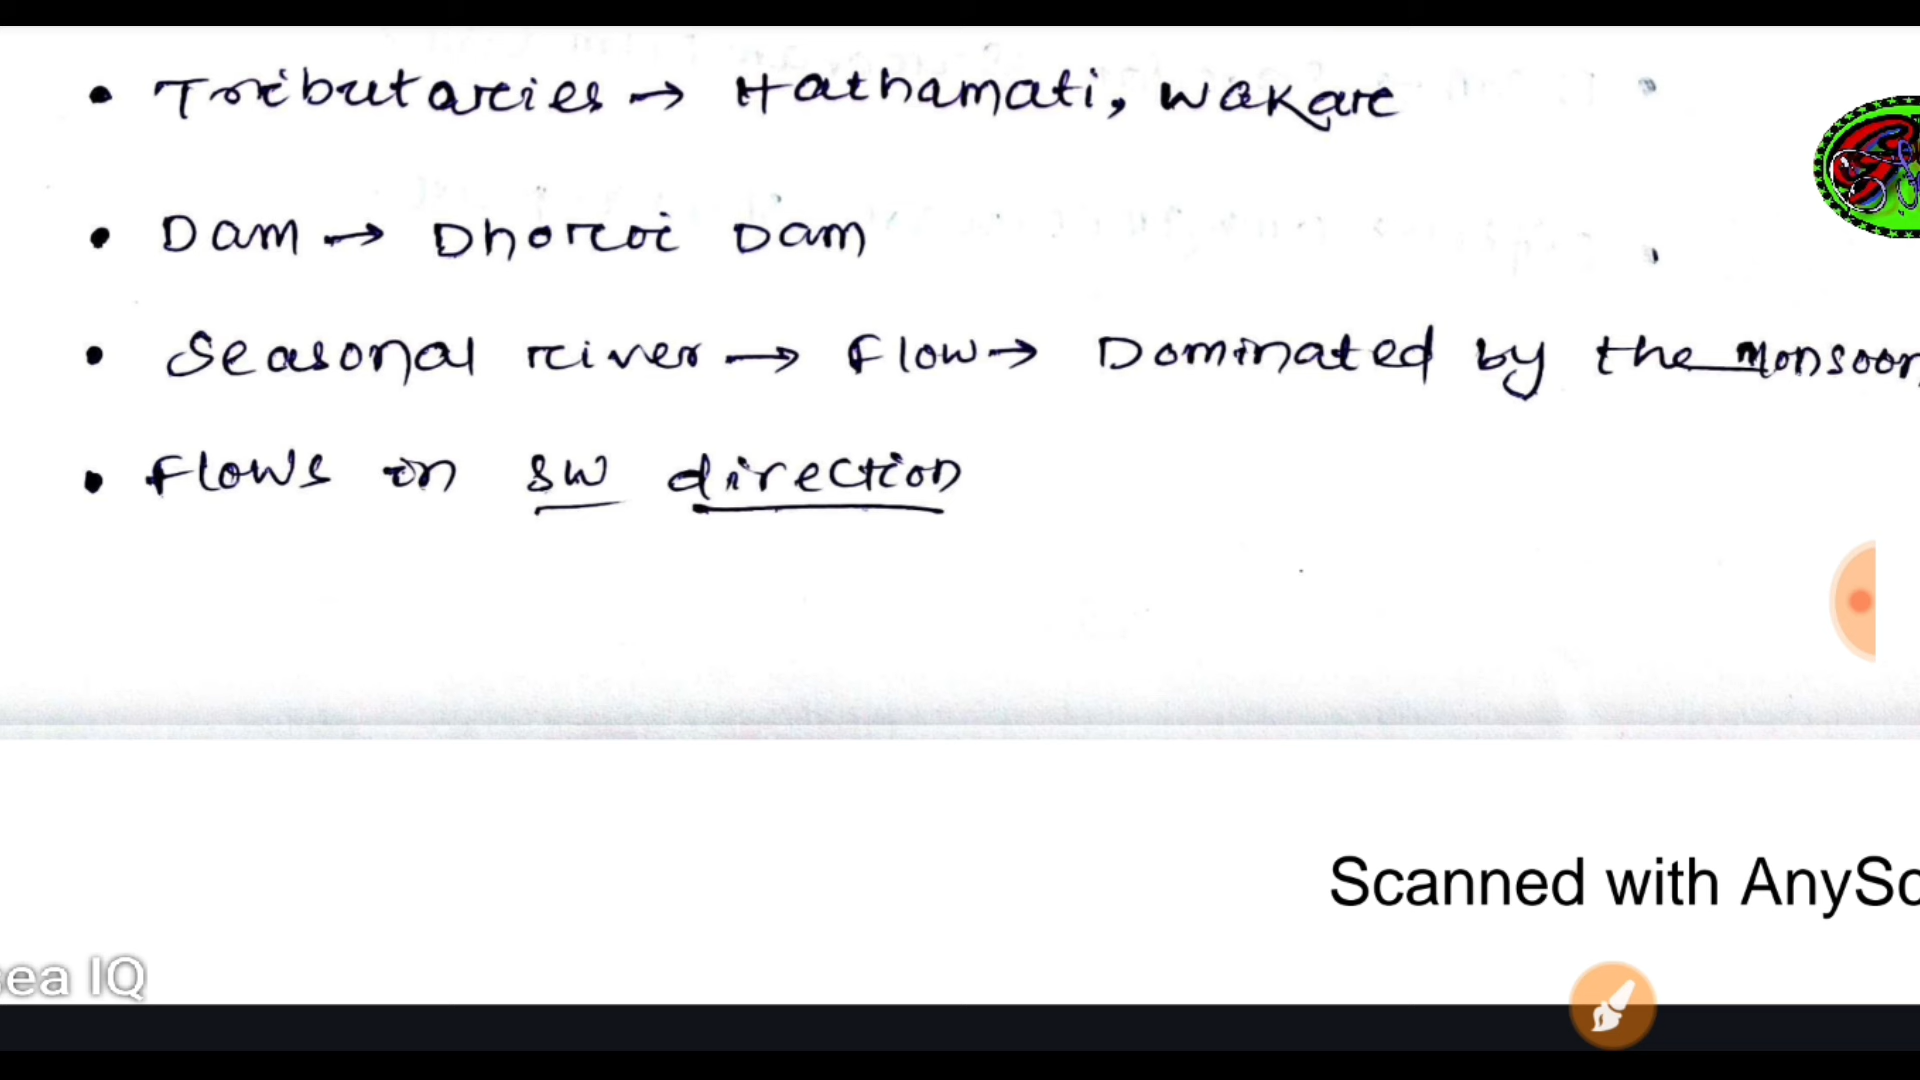 • Tributaries → Hathamati, Wakare
• Dam → Dhoroi Dam
• Seasonal river → Flow → Dominated by the Monsoon
• Flows in SW direction
Scanned with AnySc
ea IQ